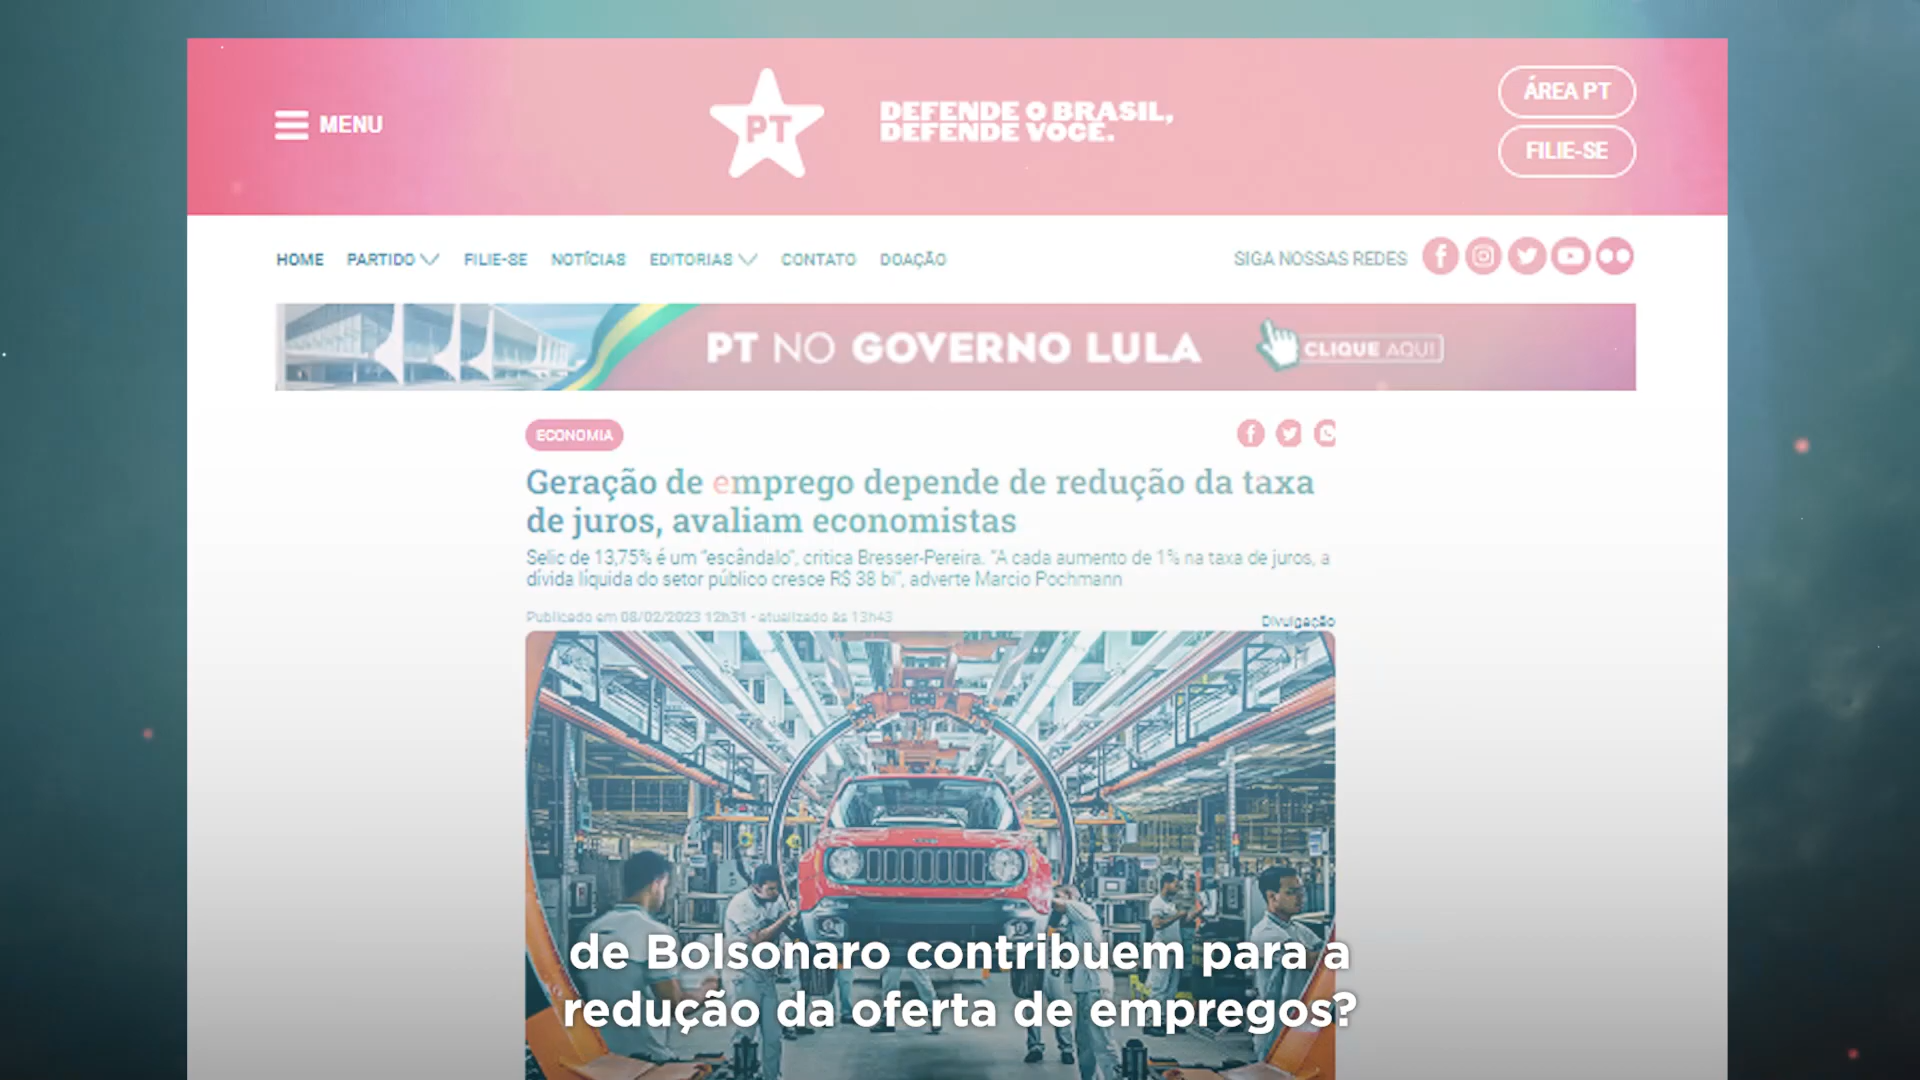 MENU
PT
DEFENDE O BRASIL,
DEFENDE VOCÊ.
ÁREA PT
FILIE-SE
HOME PARTIDO FILIE-SE NOTÍCIAS EDITORIAS CONTATO DOAÇÃO
SIGA NOSSAS REDES
PT NO GOVERNO LULA
CLIQUE AQUI
ECONOMIA
Geração de emprego depende de redução da taxa
de juros, avaliam economistas
Selic de 13,75% é um "escândalo", critica Bresser-Pereira. "A cada aumento de 1% na taxa de juros, a
dívida líquida do setor público cresce R$ 38 bi", adverte Marcio Pochmann
Publicado em 08/02/2023 12h31 - atualizado às 13h43
Divulgação
de Bolsonaro contribuem para a
redução da oferta de empregos?